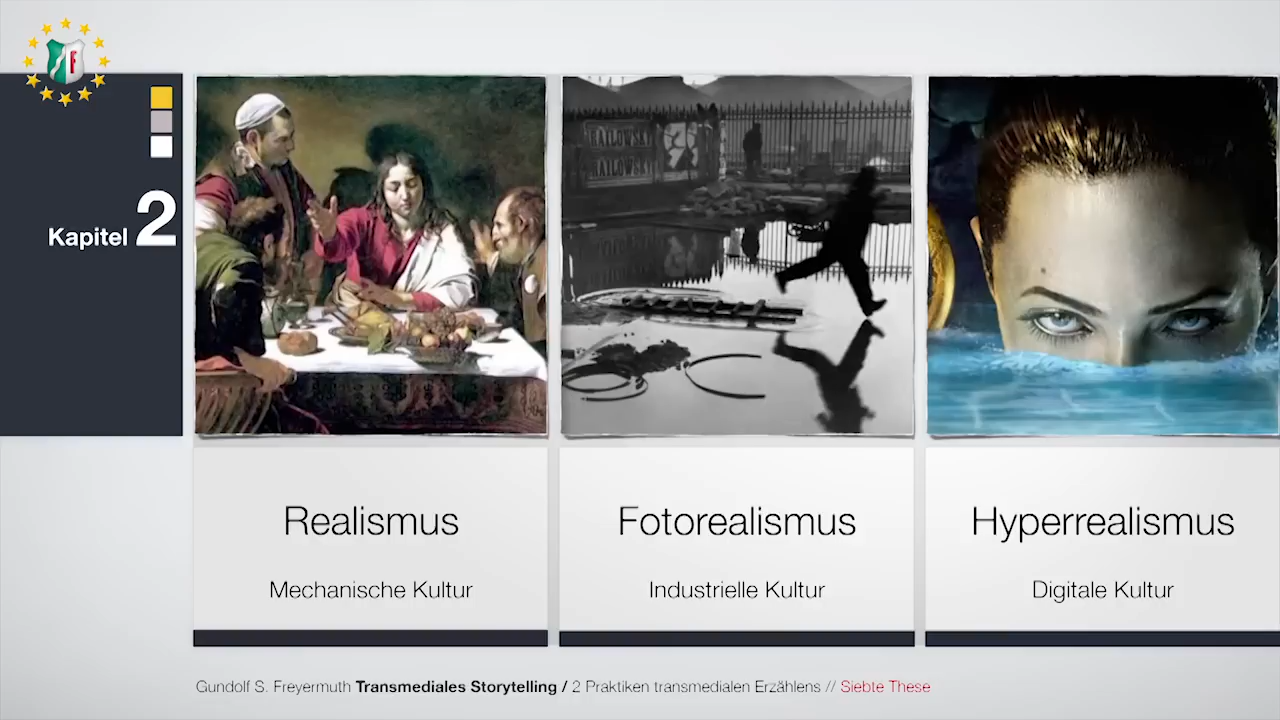 Kapitel 2
KRAILOWSKY
Realismus
Fotorealismus
Hyperrealismus
Mechanische Kultur
Industrielle Kultur
Digitale Kultur
Gundolf S. Freyermuth Transmediales Storytelling / 2 Praktiken transmedialen Erzählens // Siebte These